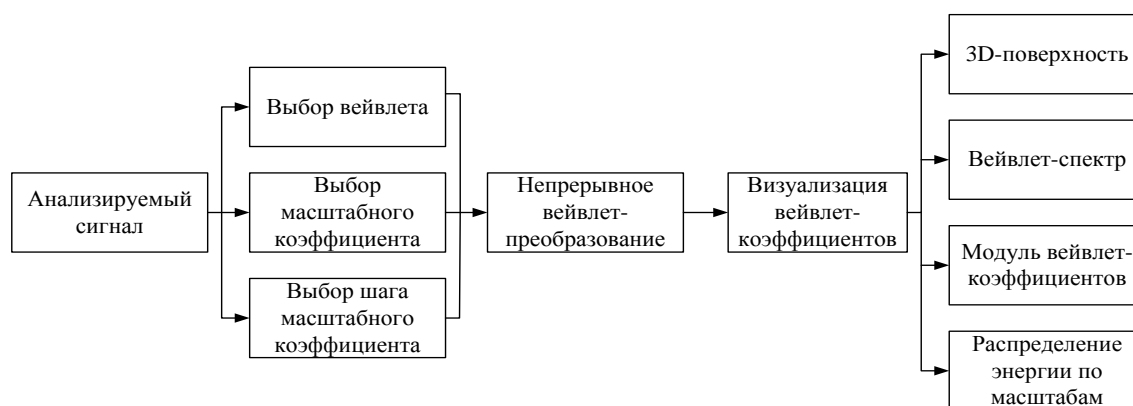 Анализируемый
сигнал
Выбор вейвлета
Выбор
масштабного
коэффициента
Выбор шага
масштабного
коэффициента
Непрерывное
вейвлет-
преобразование
Визуализация
вейвлет-
коэффициентов
3D-поверхность
Вейвлет-спектр
Модуль вейвлет-
коэффициентов
Распределение
энергии по
масштабам